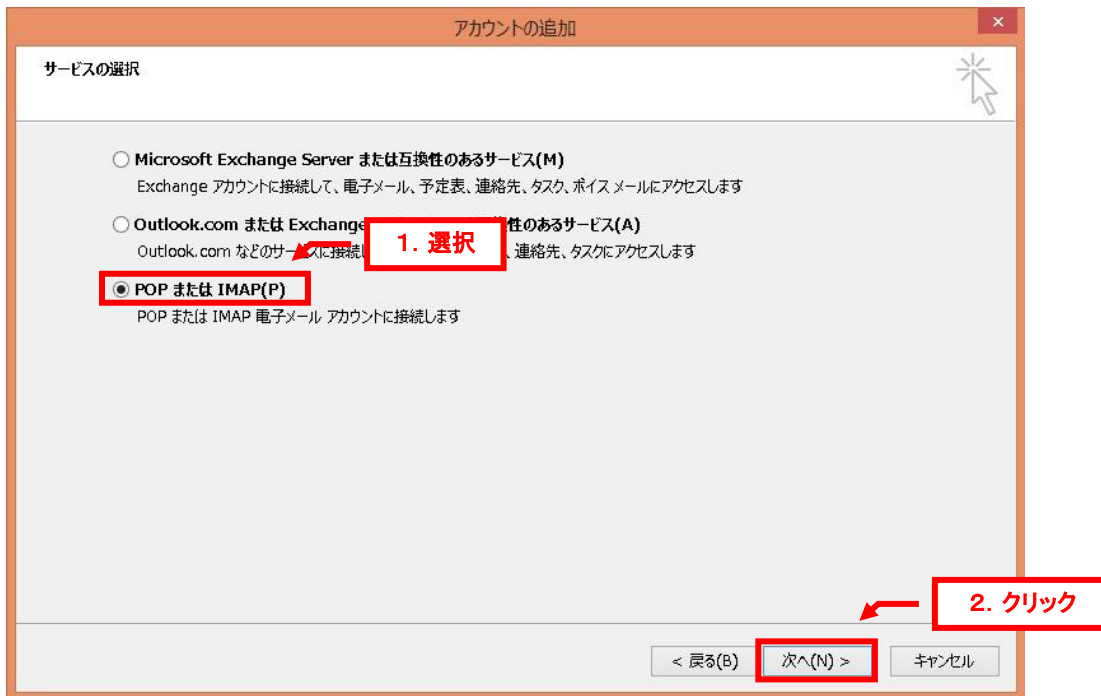 アカウントの追加
サービスの選択
Microsoft Exchange Server または互換性のあるサービス(M)
Exchange アカウントに接続して、電子メール、予定表、連絡先、タスク、ボイス メールにアクセスします
Outlook.com または Exchange 性のあるサービス(A)
1. 選択
Outlook.com などのサービスに接続し 、連絡先、タスクにアクセスします
POP または IMAP(P)
POP または IMAP 電子メール アカウントに接続します
2. クリック
< 戻る(B) 次へ(N) > キャンセル